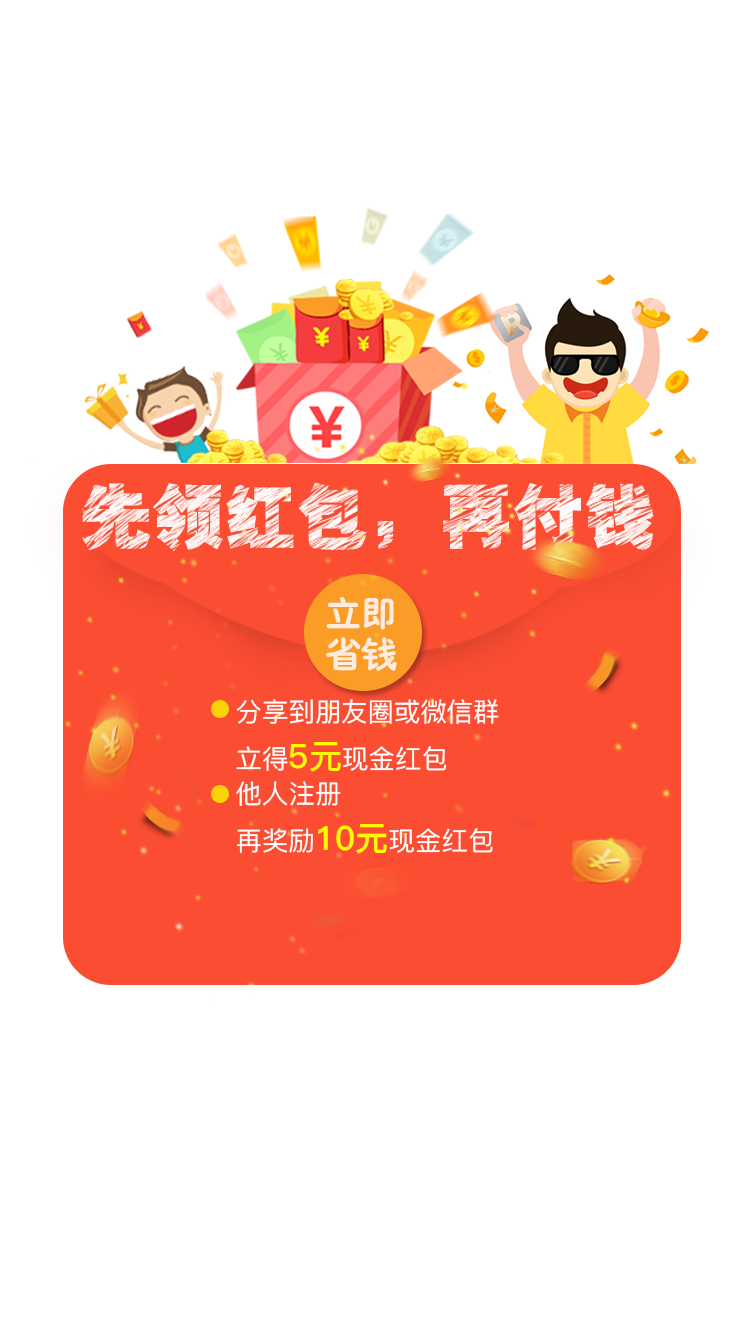 ¥
¥
¥
先领红包，再付钱
立即
省钱
分享到朋友圈或微信群
立得5元现金红包
他人注册
再奖励10元现金红包